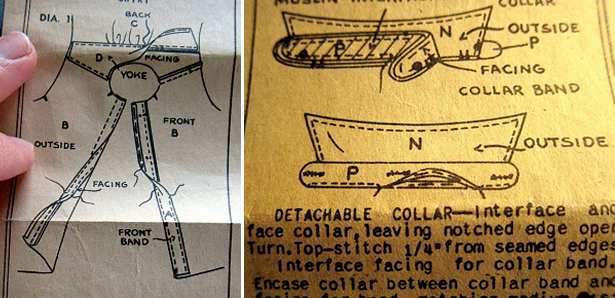 DIA. 1
BACK
C
D
FACING
YOKE
B
OUTSIDE
FRONT
B
FACING
A
FRONT
BAND
MUSLIN
COLLAR
N
OUTSIDE
P
FACING
COLLAR BAND
N
OUTSIDE
P
DETACHABLE COLLAR—Interface and
face collar, leaving notched edge open
Turn. Top-stitch 1/4" from seamed edges
Interface facing for collar band.
Encase collar between collar band and